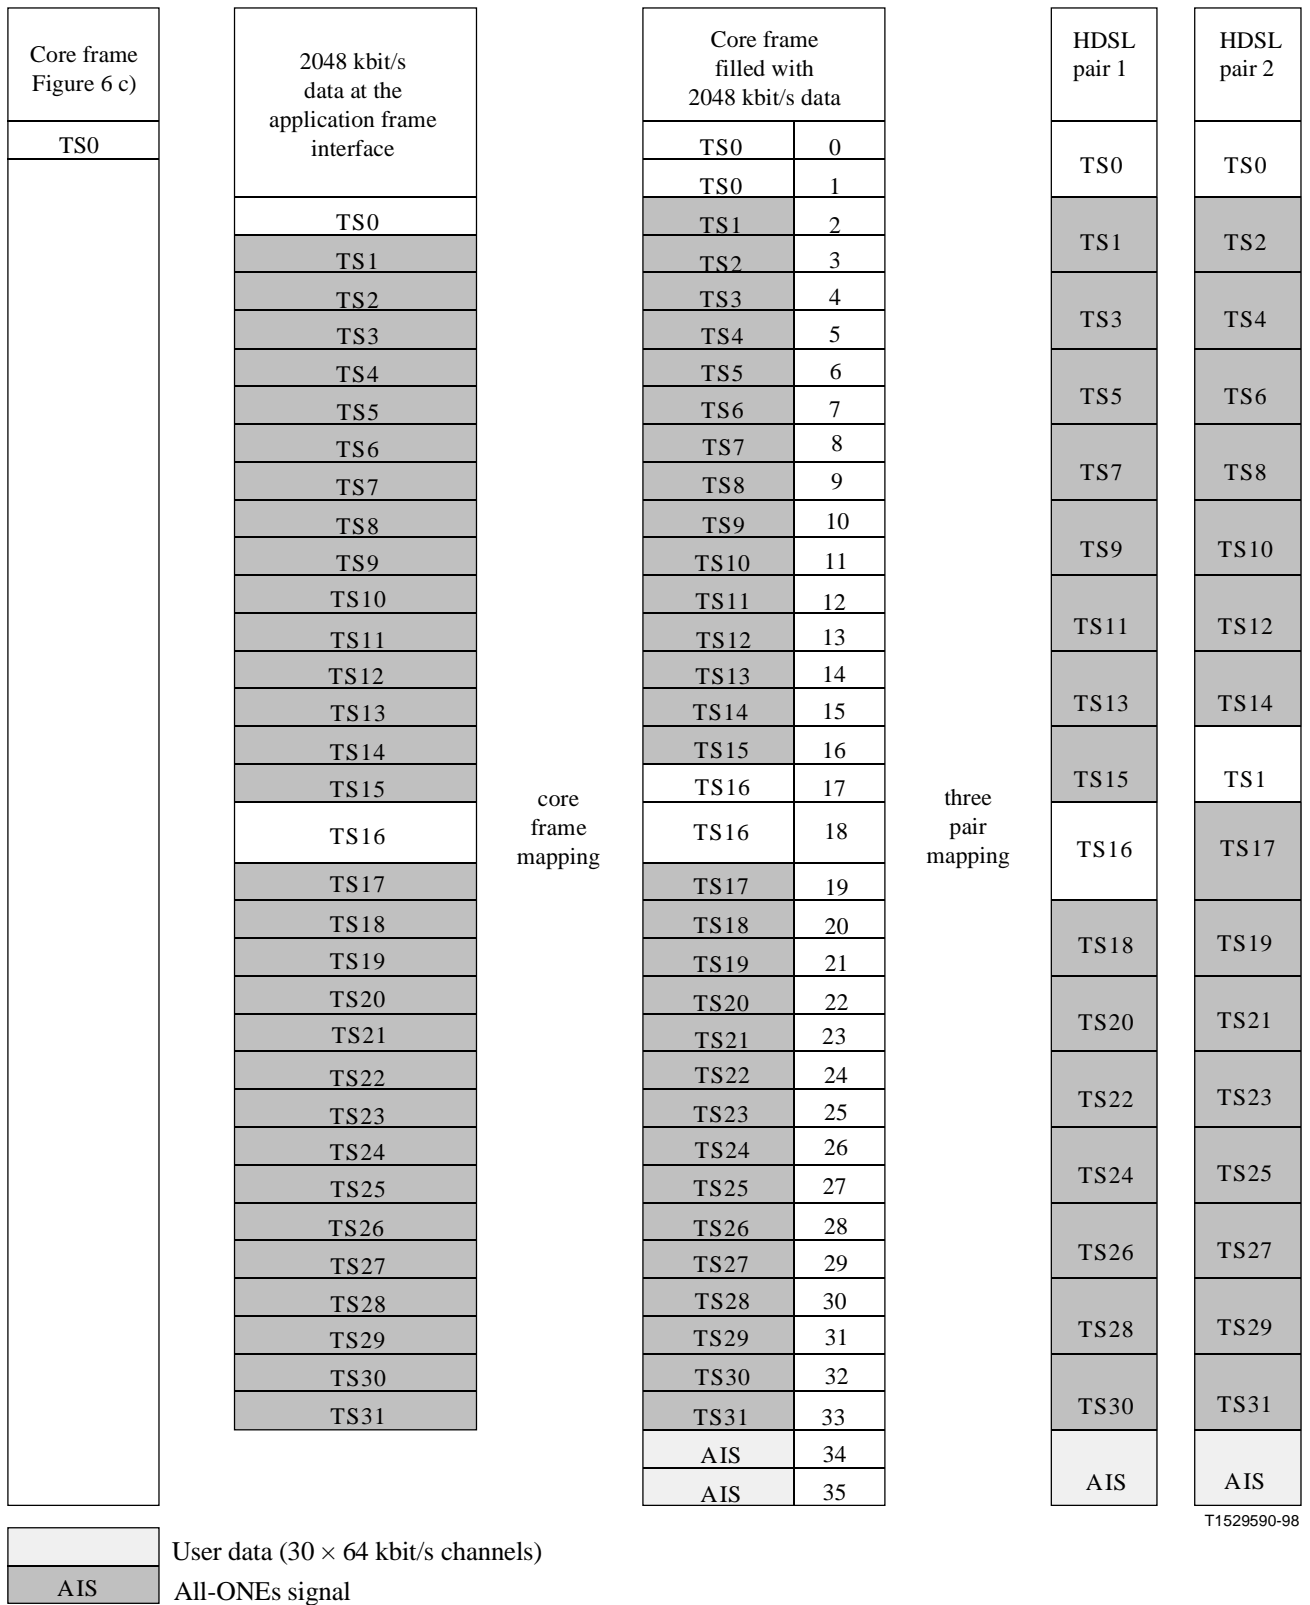 Core frame
Figure 6 c)
TS0
2048 kbit/s
data at the
application frame
interface
TS0
TS1
TS2
TS3
TS4
TS5
TS6
TS7
TS8
TS9
TS10
TS11
TS12
TS13
TS14
TS15
TS16
TS17
TS18
TS19
TS20
TS21
TS22
TS23
TS24
TS25
TS26
TS27
TS28
TS29
TS30
TS31
core
frame
mapping
Core frame
filled with
2048 kbit/s data
TS0 0
TS0 1
TS1 2
TS2 3
TS3 4
TS4 5
TS5 6
TS6 7
TS7 8
TS8 9
TS9 10
TS10 11
TS11 12
TS12 13
TS13 14
TS14 15
TS15 16
TS16 17
TS16 18
TS17 19
TS18 20
TS19 21
TS20 22
TS21 23
TS22 24
TS23 25
TS24 26
TS25 27
TS26 28
TS27 29
TS28 30
TS29 31
TS30 32
TS31 33
AIS 34
AIS 35
three
pair
mapping
HDSL
pair 1
TS0
TS1
TS3
TS5
TS7
TS9
TS11
TS13
TS15
TS16
TS18
TS20
TS22
TS24
TS26
TS28
TS30
AIS
HDSL
pair 2
TS0
TS2
TS4
TS6
TS8
TS10
TS12
TS14
TS1
TS17
TS19
TS21
TS23
TS25
TS27
TS29
TS31
AIS
T1529590-98
User data (30 × 64 kbit/s channels)
AIS All-ONEs signal